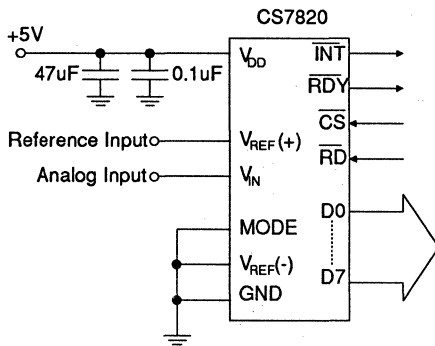 CS7820
+5V
47uF
0.1uF
VDD
INT
RDY
CS
RD
Reference Input
VREF(+)
Analog Input
VIN
MODE
VREF(-)
GND
D0
D7